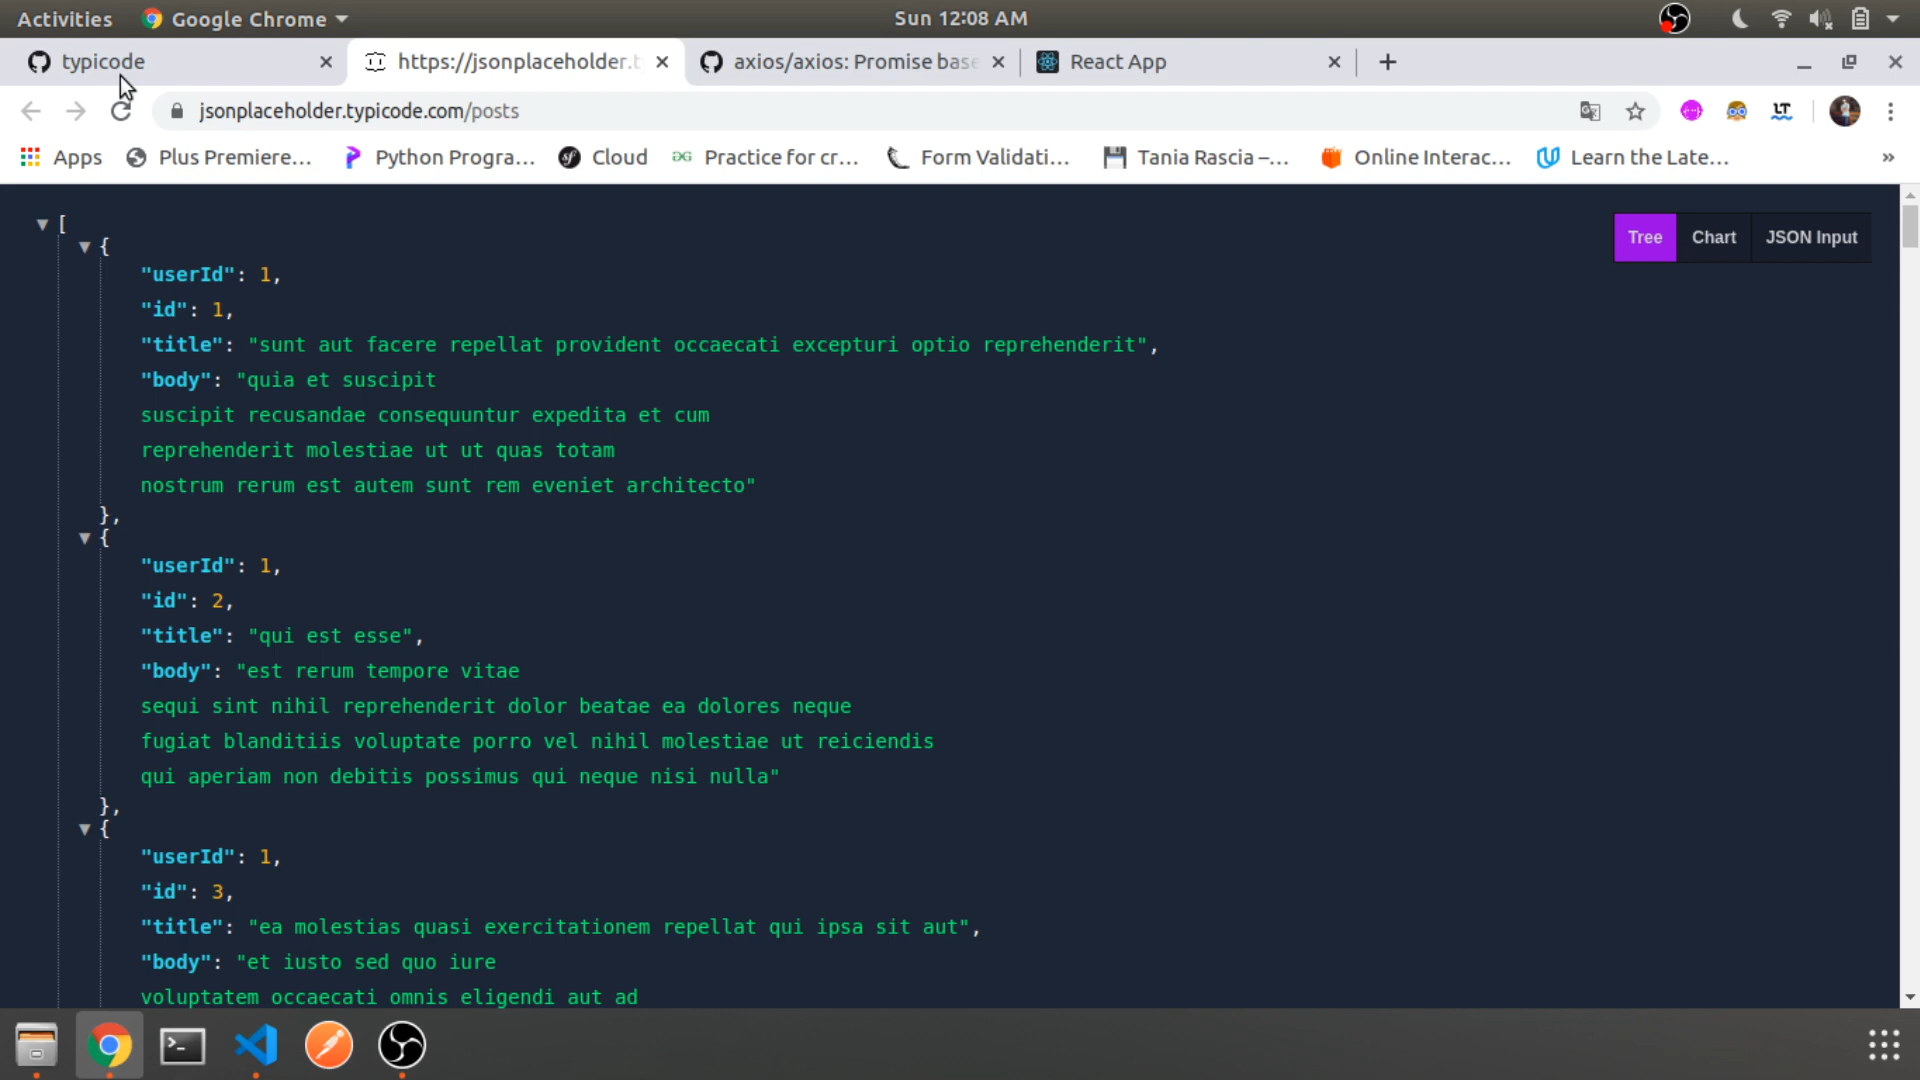 Activities Google Chrome Sun 12:08 AM
typicode https://jsonplaceholder.t axios/axios: Promise base React App
jsonplaceholder.typicode.com/posts
Apps Plus Premiere... Python Progra... Cloud Practice for cr... Form Validati... Tania Rascia –... Online Interac... Learn the Late... »
Tree Chart JSON Input
[
{
"userId": 1,
"id": 1,
"title": "sunt aut facere repellat provident occaecati excepturi optio reprehenderit",
"body": "quia et suscipit
suscipit recusandae consequuntur expedita et cum
reprehenderit molestiae ut ut quas totam
nostrum rerum est autem sunt rem eveniet architecto"
},
{
"userId": 1,
"id": 2,
"title": "qui est esse",
"body": "est rerum tempore vitae
sequi sint nihil reprehenderit dolor beatae ea dolores neque
fugiat blanditiis voluptate porro vel nihil molestiae ut reiciendis
qui aperiam non debitis possimus qui neque nisi nulla"
},
{
"userId": 1,
"id": 3,
"title": "ea molestias quasi exercitationem repellat qui ipsa sit aut",
"body": "et iusto sed quo iure
voluptatem occaecati omnis eligendi aut ad